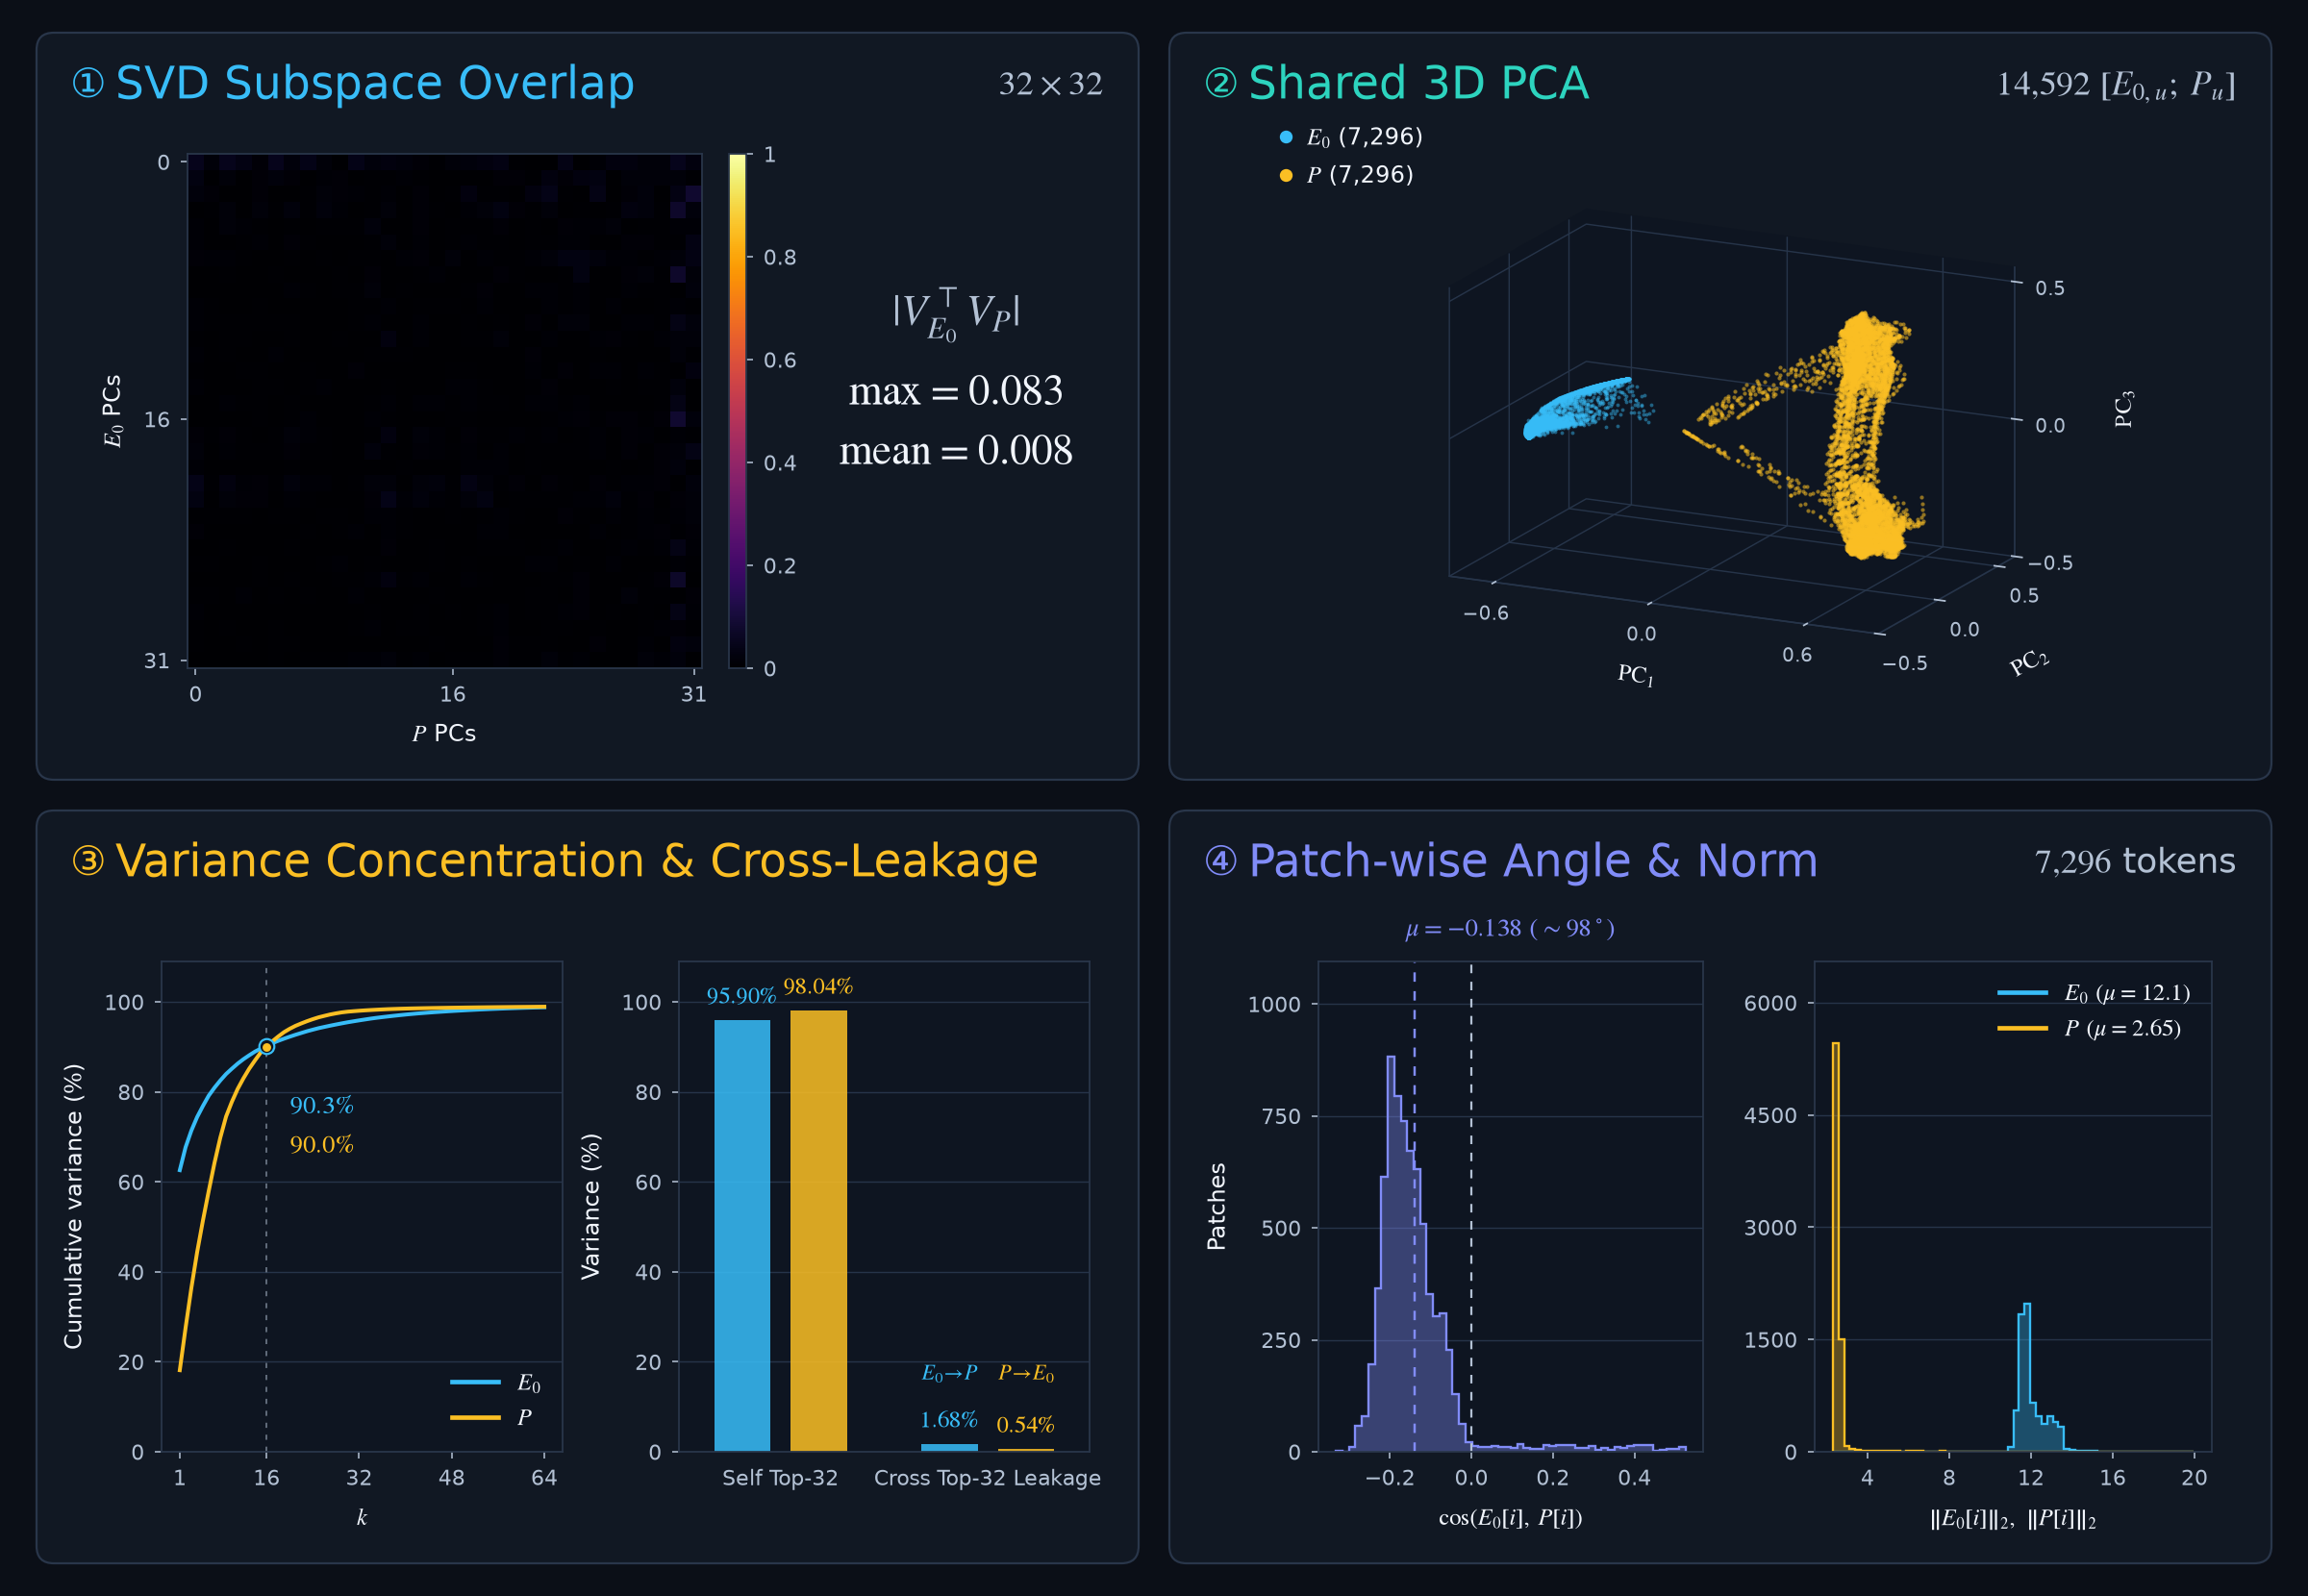 ① SVD Subspace Overlap
32×32
0
16
31
E₀ PCs
0
16
31
P PCs
1
0.8
0.6
0.4
0.2
0
|V_{E₀}^⊤ V_P|
max = 0.083
mean = 0.008
② Shared 3D PCA
14,592 [E₀,ᵤ; Pᵤ]
E₀ (7,296)
P (7,296)
0.5
0.0
−0.5
PC₃
−0.6
0.0
0.6
PC₁
−0.5
0.0
0.5
PC₂
③ Variance Concentration & Cross-Leakage
100
80
60
40
20
0
Cumulative variance (%)
90.3%
90.0%
E₀
P
1
16
32
48
64
k
100
80
60
40
20
0
Variance (%)
95.90%
98.04%
E₀→P
P→E₀
1.68%
0.54%
Self Top-32
Cross Top-32 Leakage
④ Patch-wise Angle & Norm
7,296 tokens
μ = −0.138 (∼98°)
1000
750
500
250
0
Patches
−0.2
0.0
0.2
0.4
cos(E₀[i], P[i])
6000
4500
3000
1500
0
E₀ (μ = 12.1)
P (μ = 2.65)
4
8
12
16
20
‖E₀[i]‖₂, ‖P[i]‖₂